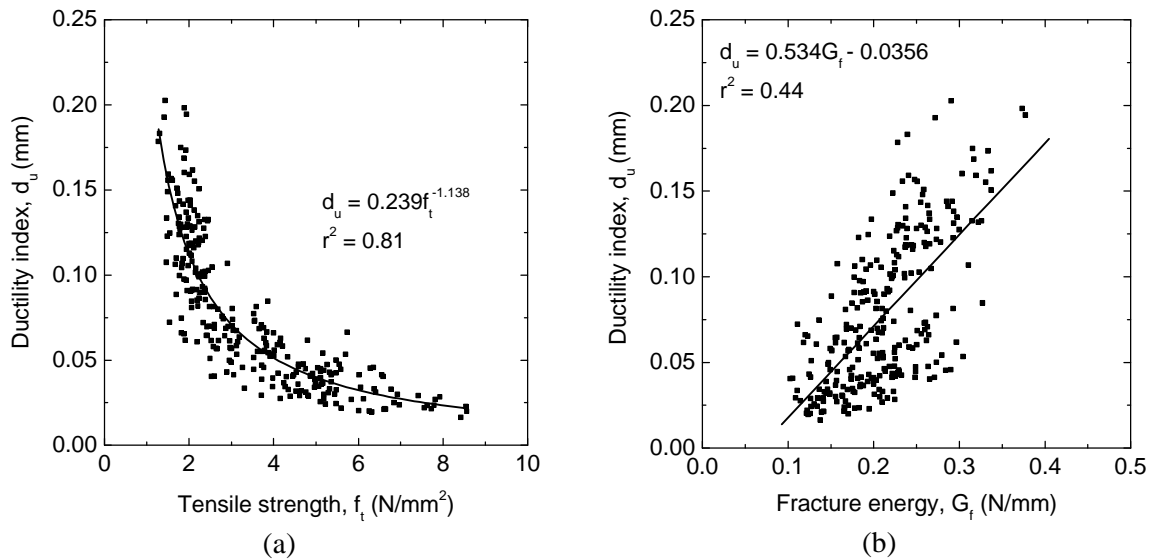 0.25
0.20
0.15
0.10
0.05
0.00
Ductility index, d_u (mm)
d_u = 0.239f_t^-1.138
r^2 = 0.81
0 2 4 6 8 10
Tensile strength, f_t (N/mm^2)
(a)
0.25
0.20
0.15
0.10
0.05
0.00
Ductility index, d_u (mm)
d_u = 0.534G_f - 0.0356
r^2 = 0.44
0.0 0.1 0.2 0.3 0.4 0.5
Fracture energy, G_f (N/mm)
(b)